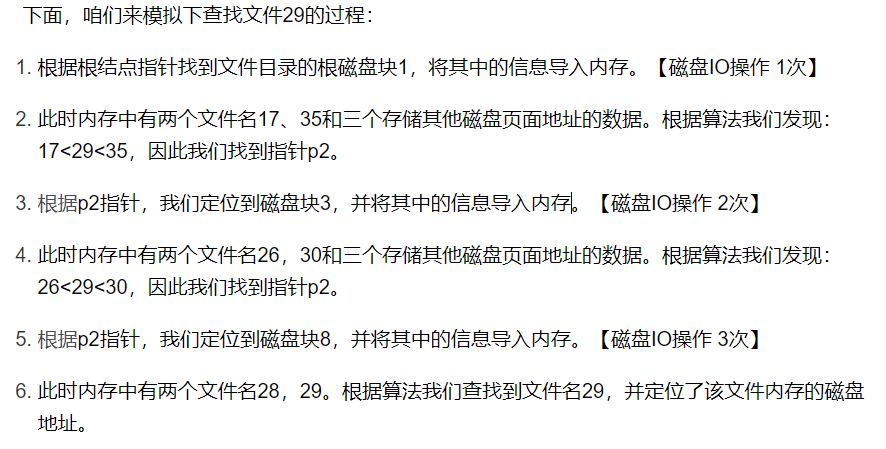 下面，咱们来模拟下查找文件29的过程：
1. 根据根结点指针找到文件目录的根磁盘块1，将其中的信息导入内存。【磁盘IO操作 1次】
2. 此时内存中有两个文件名17、35和三个存储其他磁盘页面地址的数据。根据算法我们发现：
17<29<35，因此我们找到指针p2。
3. 根据p2指针，我们定位到磁盘块3，并将其中的信息导入内存。【磁盘IO操作 2次】
4. 此时内存中有两个文件名26，30和三个存储其他磁盘页面地址的数据。根据算法我们发现：
26<29<30，因此我们找到指针p2。
5. 根据p2指针，我们定位到磁盘块8，并将其中的信息导入内存。【磁盘IO操作 3次】
6. 此时内存中有两个文件名28，29。根据算法我们查找到文件名29，并定位了该文件内存的磁盘
地址。